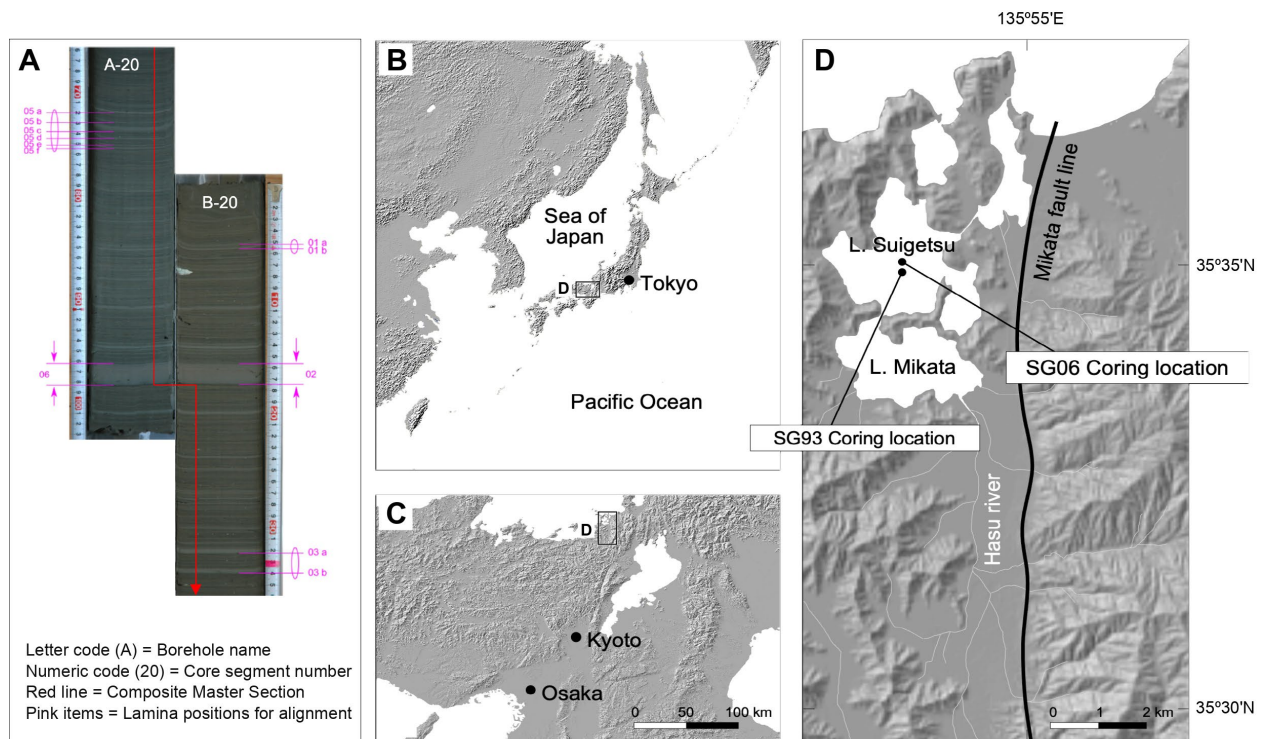 A
A-20
05 a
05 b
05 c
05 d
05 e
05 f
B-20
01 a
01 b
06
02
03 a
03 b
Letter code (A) = Borehole name
Numeric code (20) = Core segment number
Red line = Composite Master Section
Pink items = Lamina positions for alignment
B
Sea of
Japan
D
Tokyo
Pacific Ocean
C
D
Kyoto
Osaka
0 50 100 km
135º55'E
D
L. Suigetsu
Mikata fault line
35º35'N
L. Mikata
SG06 Coring location
SG93 Coring location
Hasu river
0 1 2 km
35º30'N